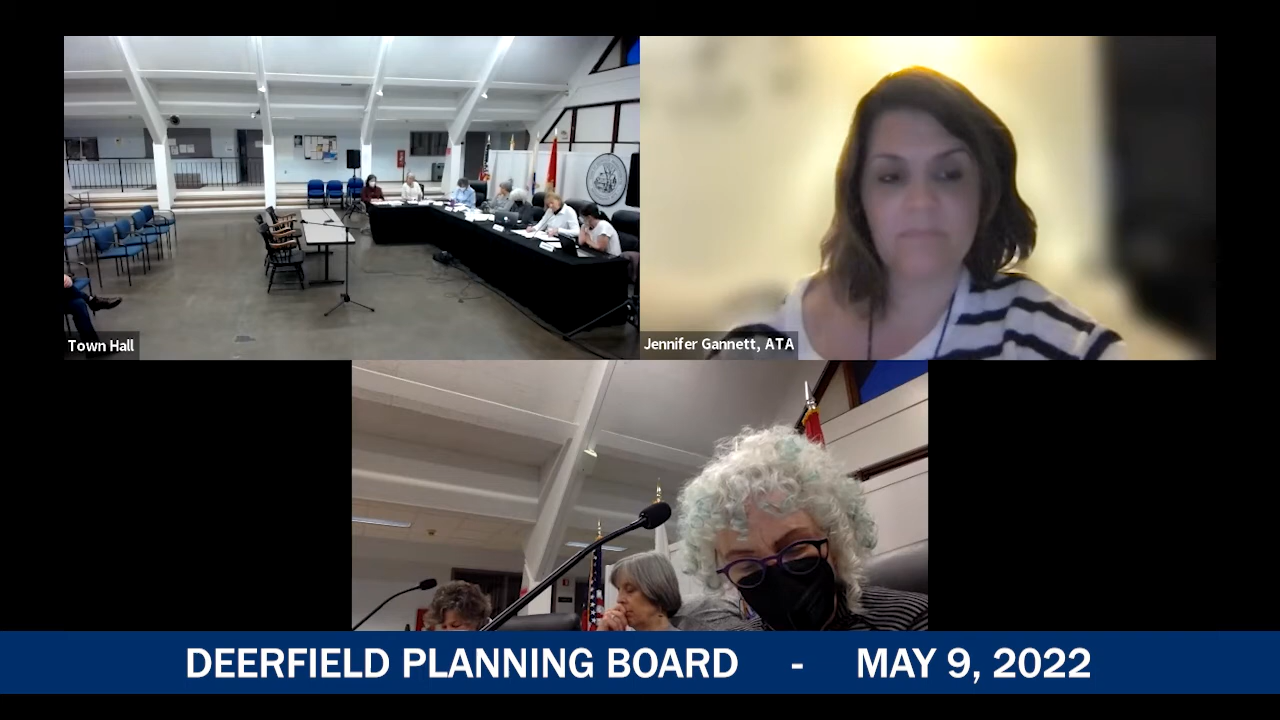 Town Hall
Jennifer Gannett, ATA
DEERFIELD PLANNING BOARD - MAY 9, 2022